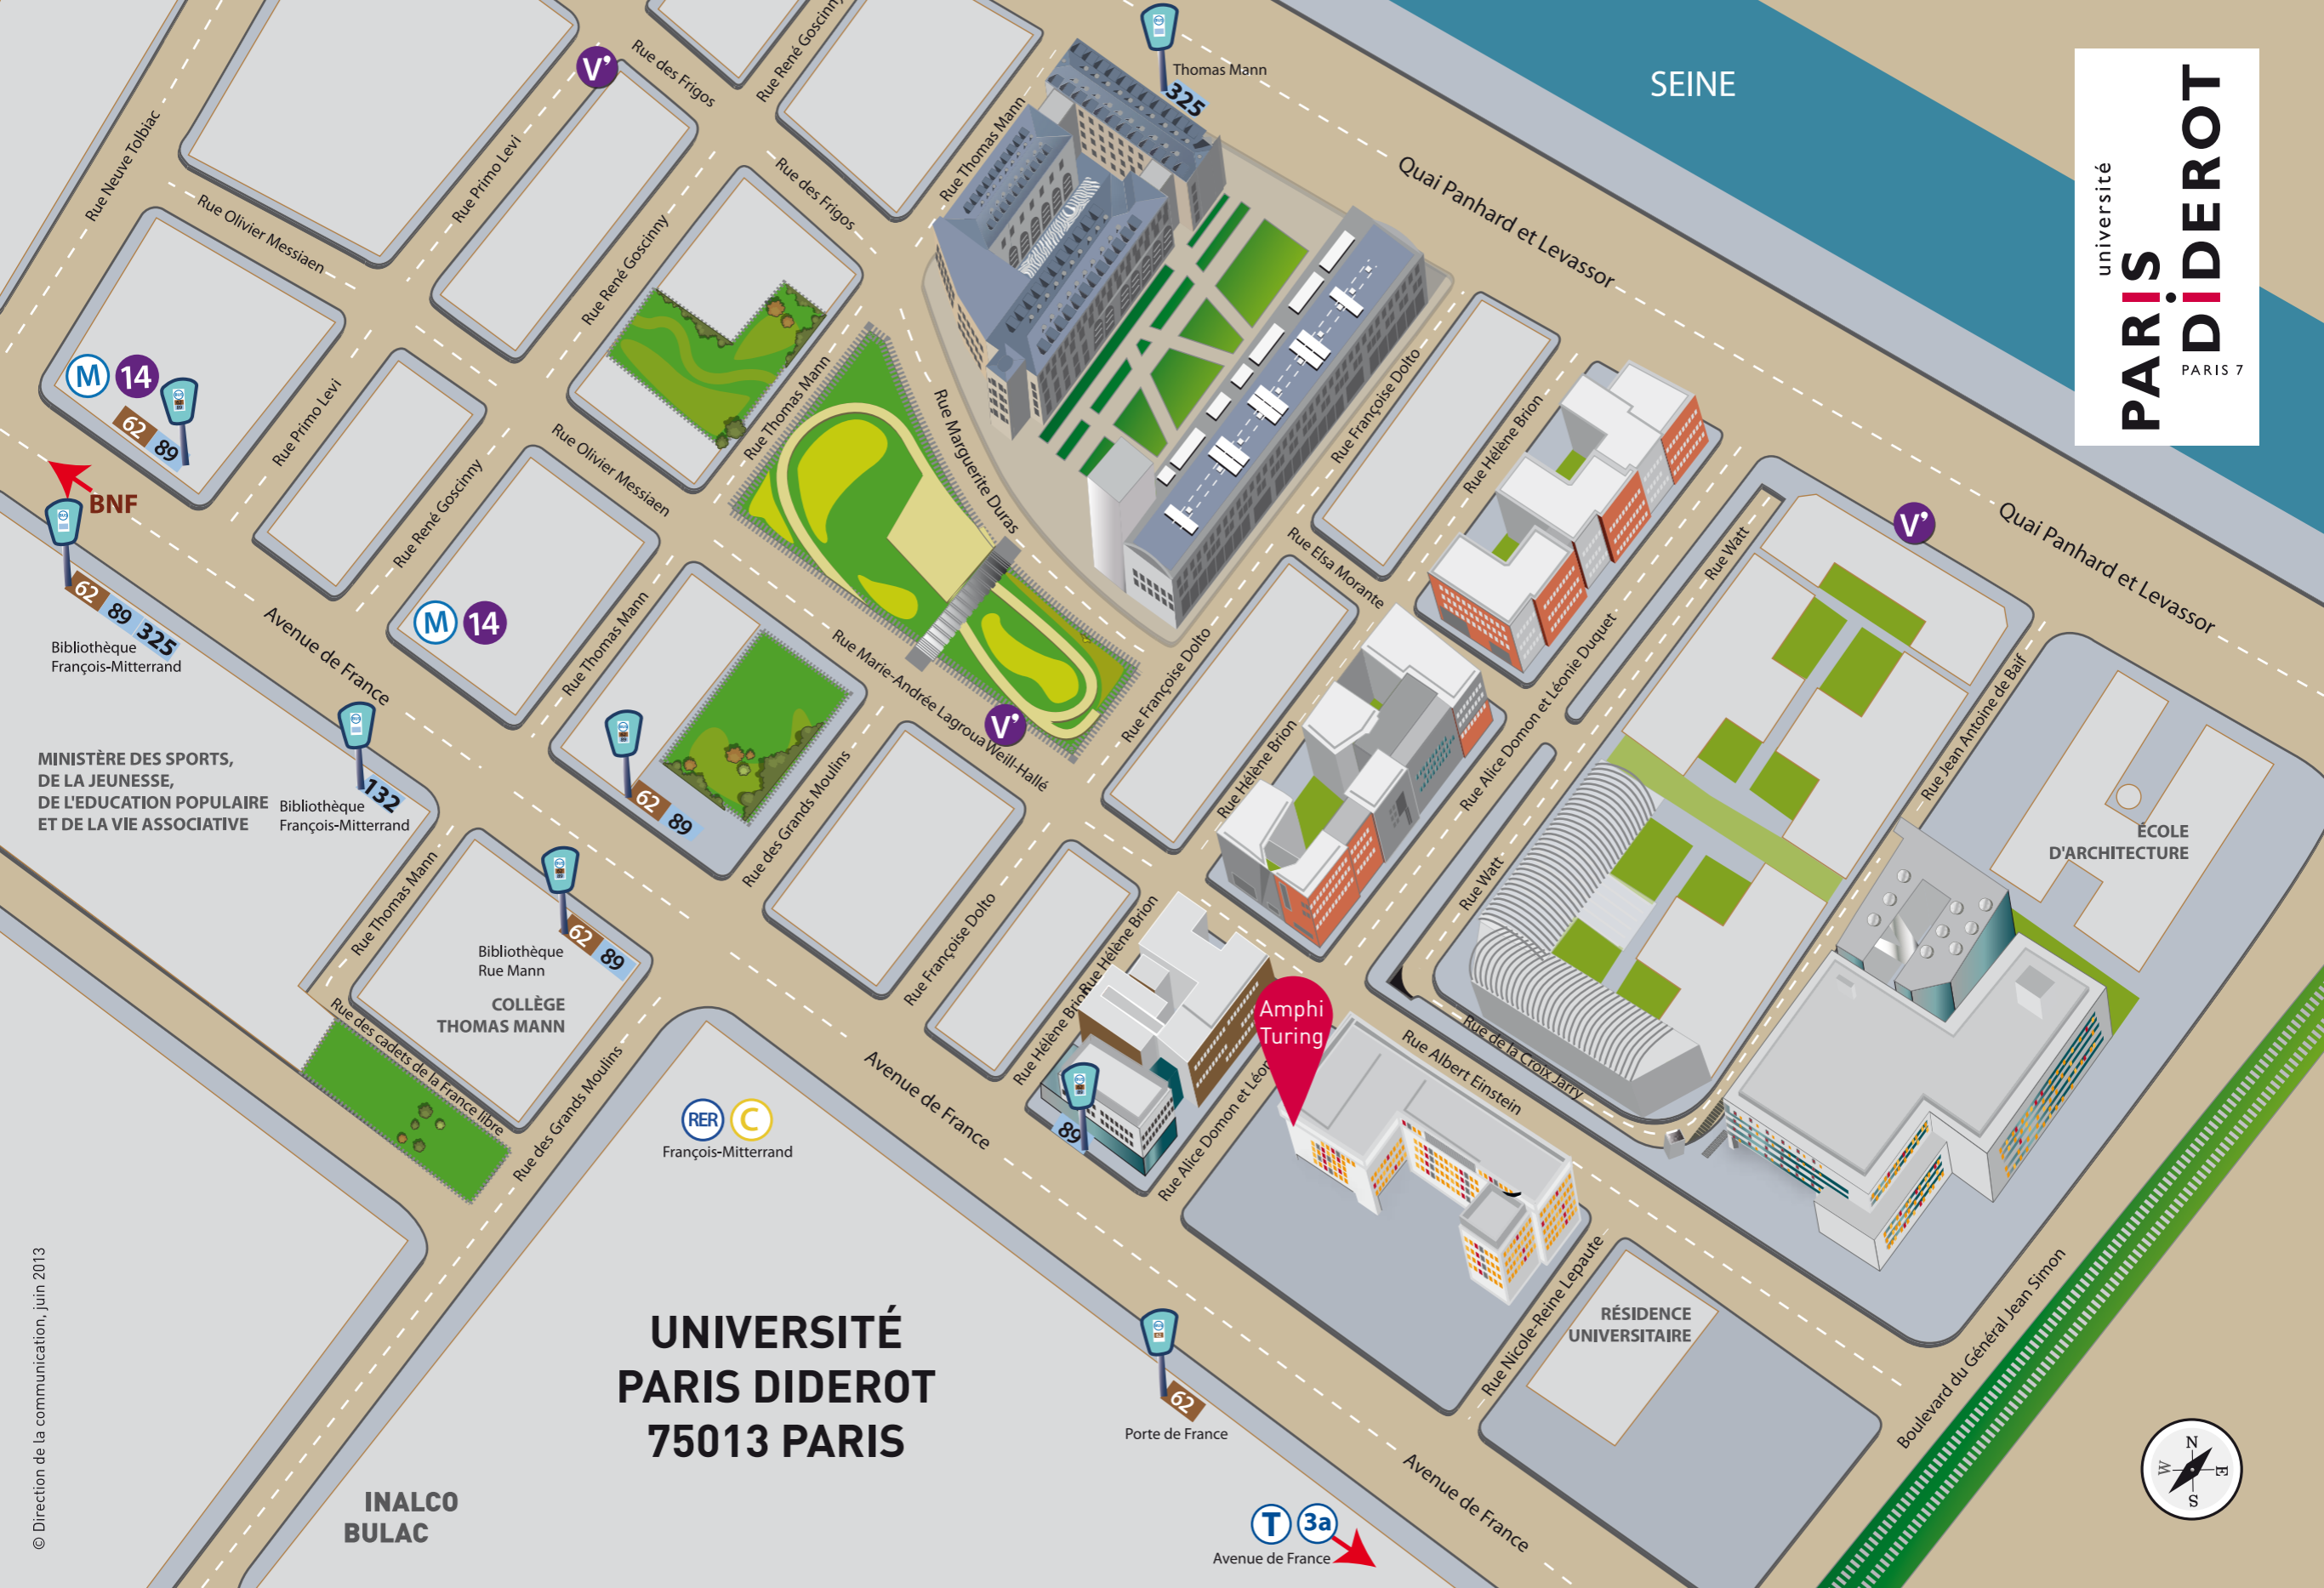 Thomas Mann
325
SEINE
université
PARIS
DIDEROT
PARIS 7
V'
Rue des Frigos
Rue René Goscinny
Rue Thomas Mann
Rue Neuve Tolbiac
Rue Primo Levi
Rue Olivier Messiaen
Rue des Frigos
Rue René Goscinny
Quai Panhard et Levassor
M 14
62 89
Rue Primo Levi
BNF
62 89 325
Bibliothèque
François-Mitterrand
Rue René Goscinny
Rue Olivier Messiaen
Rue Thomas Mann
Rue Marguerite Duras
Rue Françoise Dolto
Rue Hélène Brion
Rue Elsa Morante
Rue Watt
V'
Quai Panhard et Levassor
Avenue de France
M 14
Rue Thomas Mann
Rue Marie-Andrée Lagroua Weill-Hallé
V'
Rue Françoise Dolto
Rue Hélène Brion
Rue Alice Domon et Léonie Duquet
Rue Jean Antoine de Baïf
ÉCOLE
D'ARCHITECTURE
MINISTÈRE DES SPORTS,
DE LA JEUNESSE,
DE L'EDUCATION POPULAIRE
ET DE LA VIE ASSOCIATIVE
132
Bibliothèque
François-Mitterrand
62 89
Rue des Grands Moulins
Rue Watt
Rue Thomas Mann
62 89
Bibliothèque
Rue Mann
COLLÈGE
THOMAS MANN
Rue Françoise Dolto
Rue Hélène Brion
Rue Hélène Brion
Amphi
Turing
Rue des cadets de la France libre
Rue des Grands Moulins
Avenue de France
89
Rue Alice Domon et Léon
Rue Albert Einstein
Rue de la Croix Jarry
RER C
François-Mitterrand
Rue Nicole-Reine Lepaute
RÉSIDENCE
UNIVERSITAIRE
Boulevard du Général Jean Simon
UNIVERSITÉ
PARIS DIDEROT
75013 PARIS
62
Porte de France
INALCO
BULAC
T 3a
Avenue de France
Avenue de France
N
W E
S
© Direction de la communication, juin 2013